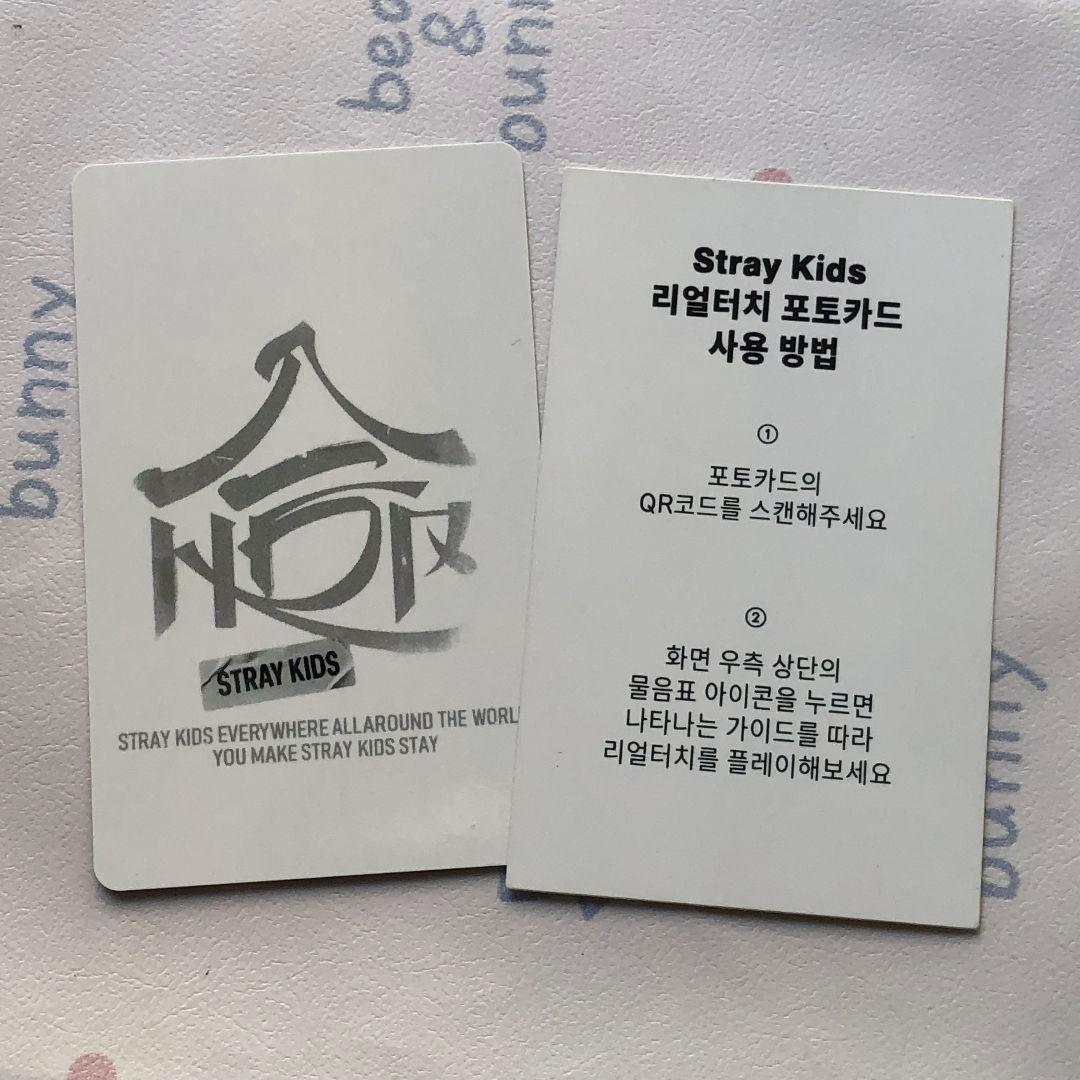 bea
&
bunn
bunny
STRAY KIDS
STRAY KIDS EVERYWHERE ALL AROUND THE WORL
YOU MAKE STRAY KIDS STAY
Stray Kids
리얼터치 포토카드
사용 방법
①
포토카드의
QR코드를 스캔해주세요
②
화면 우측 상단의
물음표 아이콘을 누르면
나타나는 가이드를 따라
리얼터치를 플레이해보세요
bunny